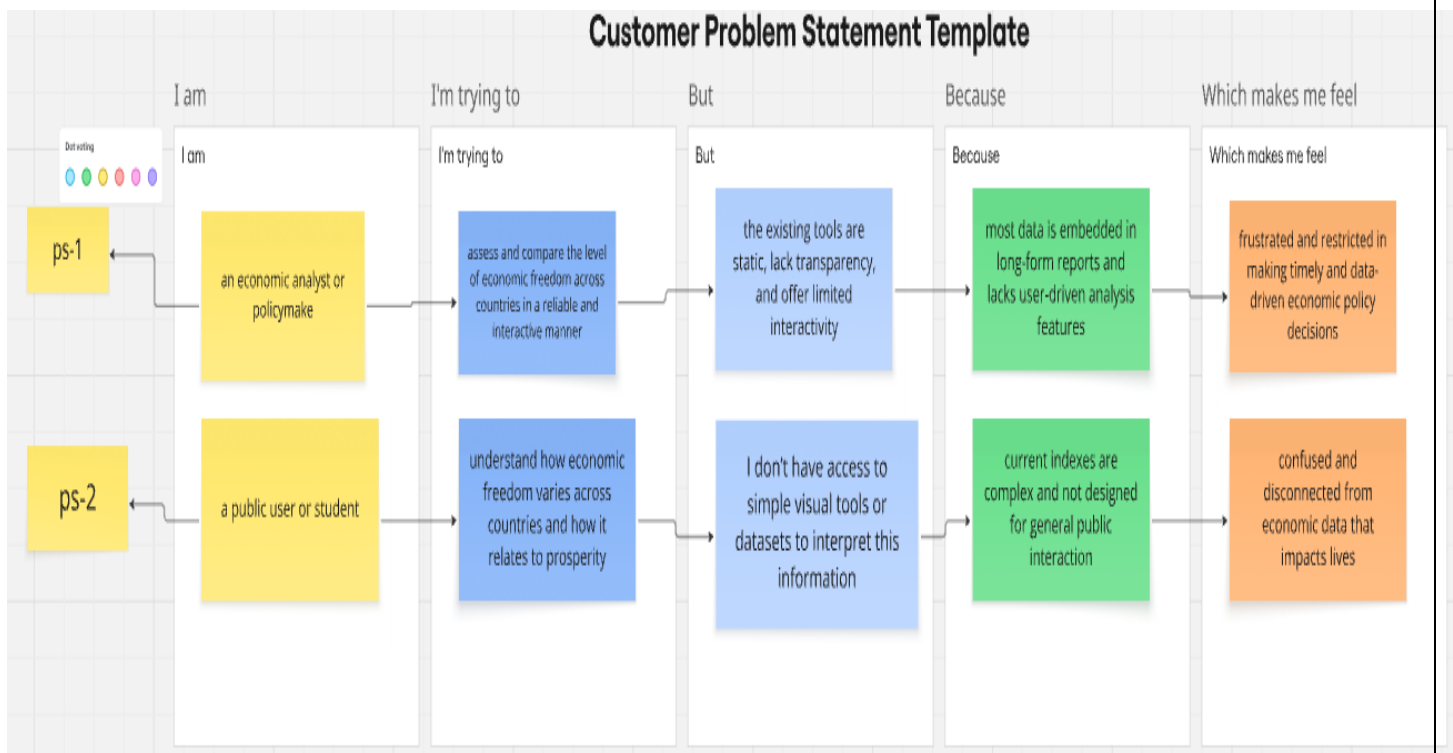 Customer Problem Statement Template
I am
I'm trying to
But
Because
Which makes me feel
Dot voting
I am
I'm trying to
But
Because
Which makes me feel
ps-1
an economic analyst or
policymake
assess and compare the level
of economic freedom across
countries in a reliable and
interactive manner
the existing tools are
static, lack transparency,
and offer limited
interactivity
most data is embedded in
long-form reports and
lacks user-driven analysis
features
frustrated and restricted in
making timely and data-
driven economic policy
decisions
ps-2
a public user or student
understand how economic
freedom varies across
countries and how it
relates to prosperity
I don't have access to
simple visual tools or
datasets to interpret this
information
current indexes are
complex and not designed
for general public
interaction
confused and
disconnected from
economic data that
impacts lives